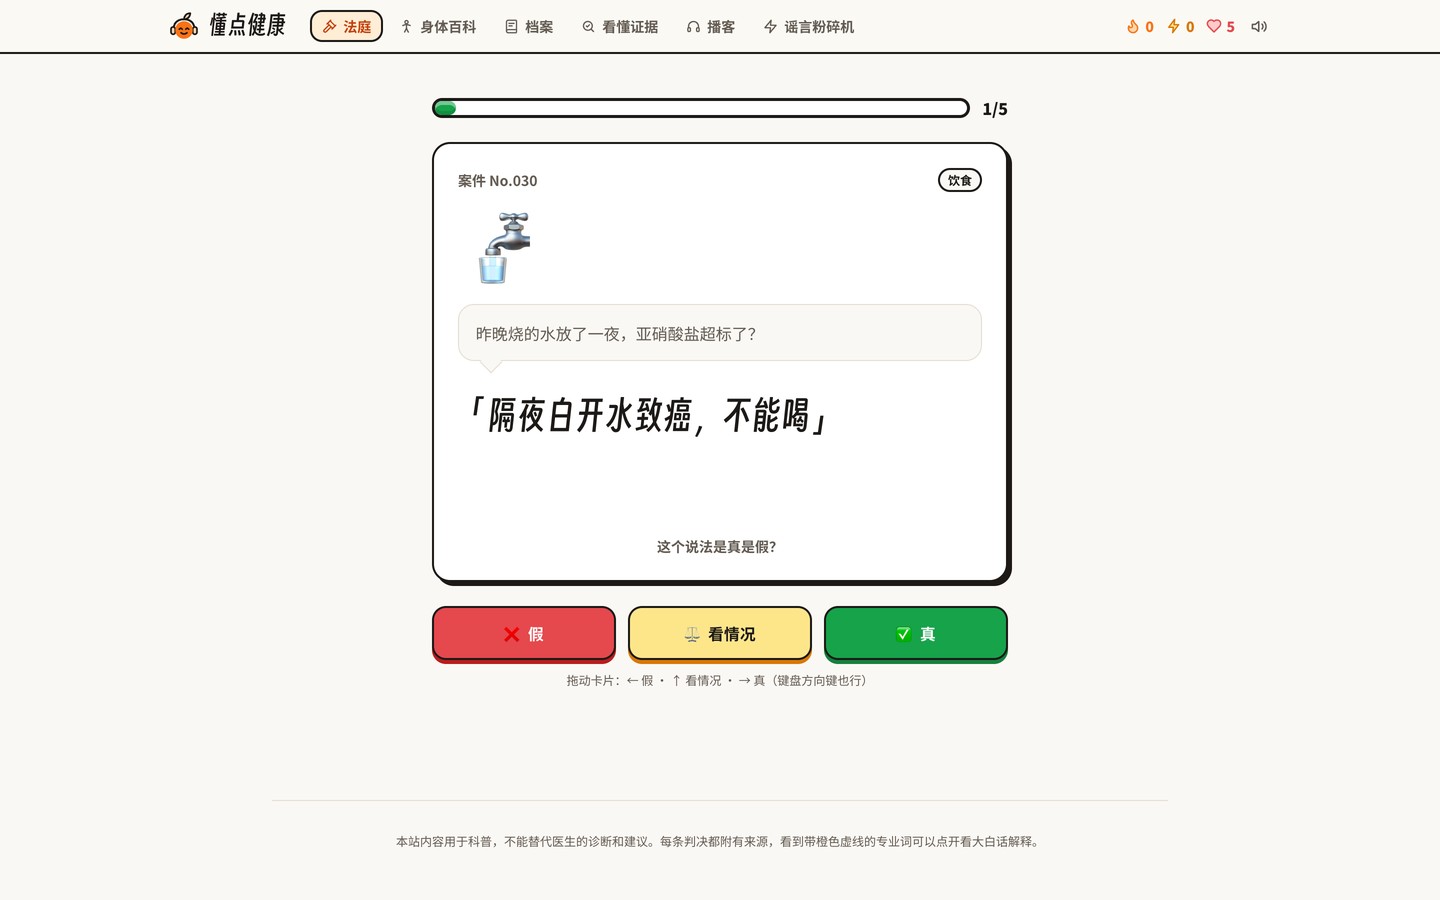 懂点健康 法庭 身体百科 档案 看懂证据 播客 谣言粉碎机 0 0 5
1/5
案件 No.030 饮食
昨晚烧的水放了一夜，亚硝酸盐超标了？
「隔夜白开水致癌，不能喝」
这个说法是真是假？
❌ 假 ⚖️ 看情况 ✅ 真
拖动卡片：← 假 · ↑ 看情况 · → 真（键盘方向键也行）
本站内容用于科普，不能替代医生的诊断和建议。每条判决都附有来源，看到带橙色虚线的专业词可以点开看大白话解释。